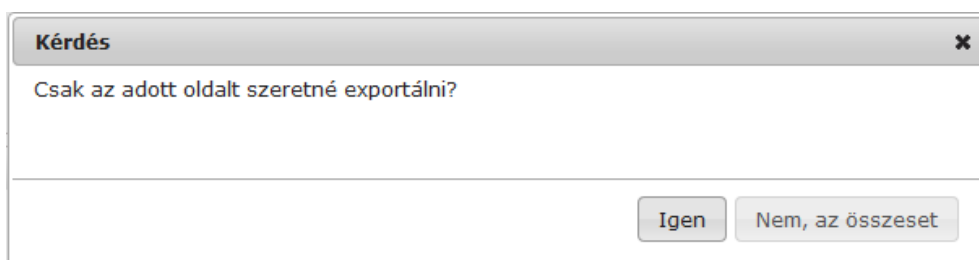 Kérdés
Csak az adott oldalt szeretné exportálni?
Igen Nem, az összeset